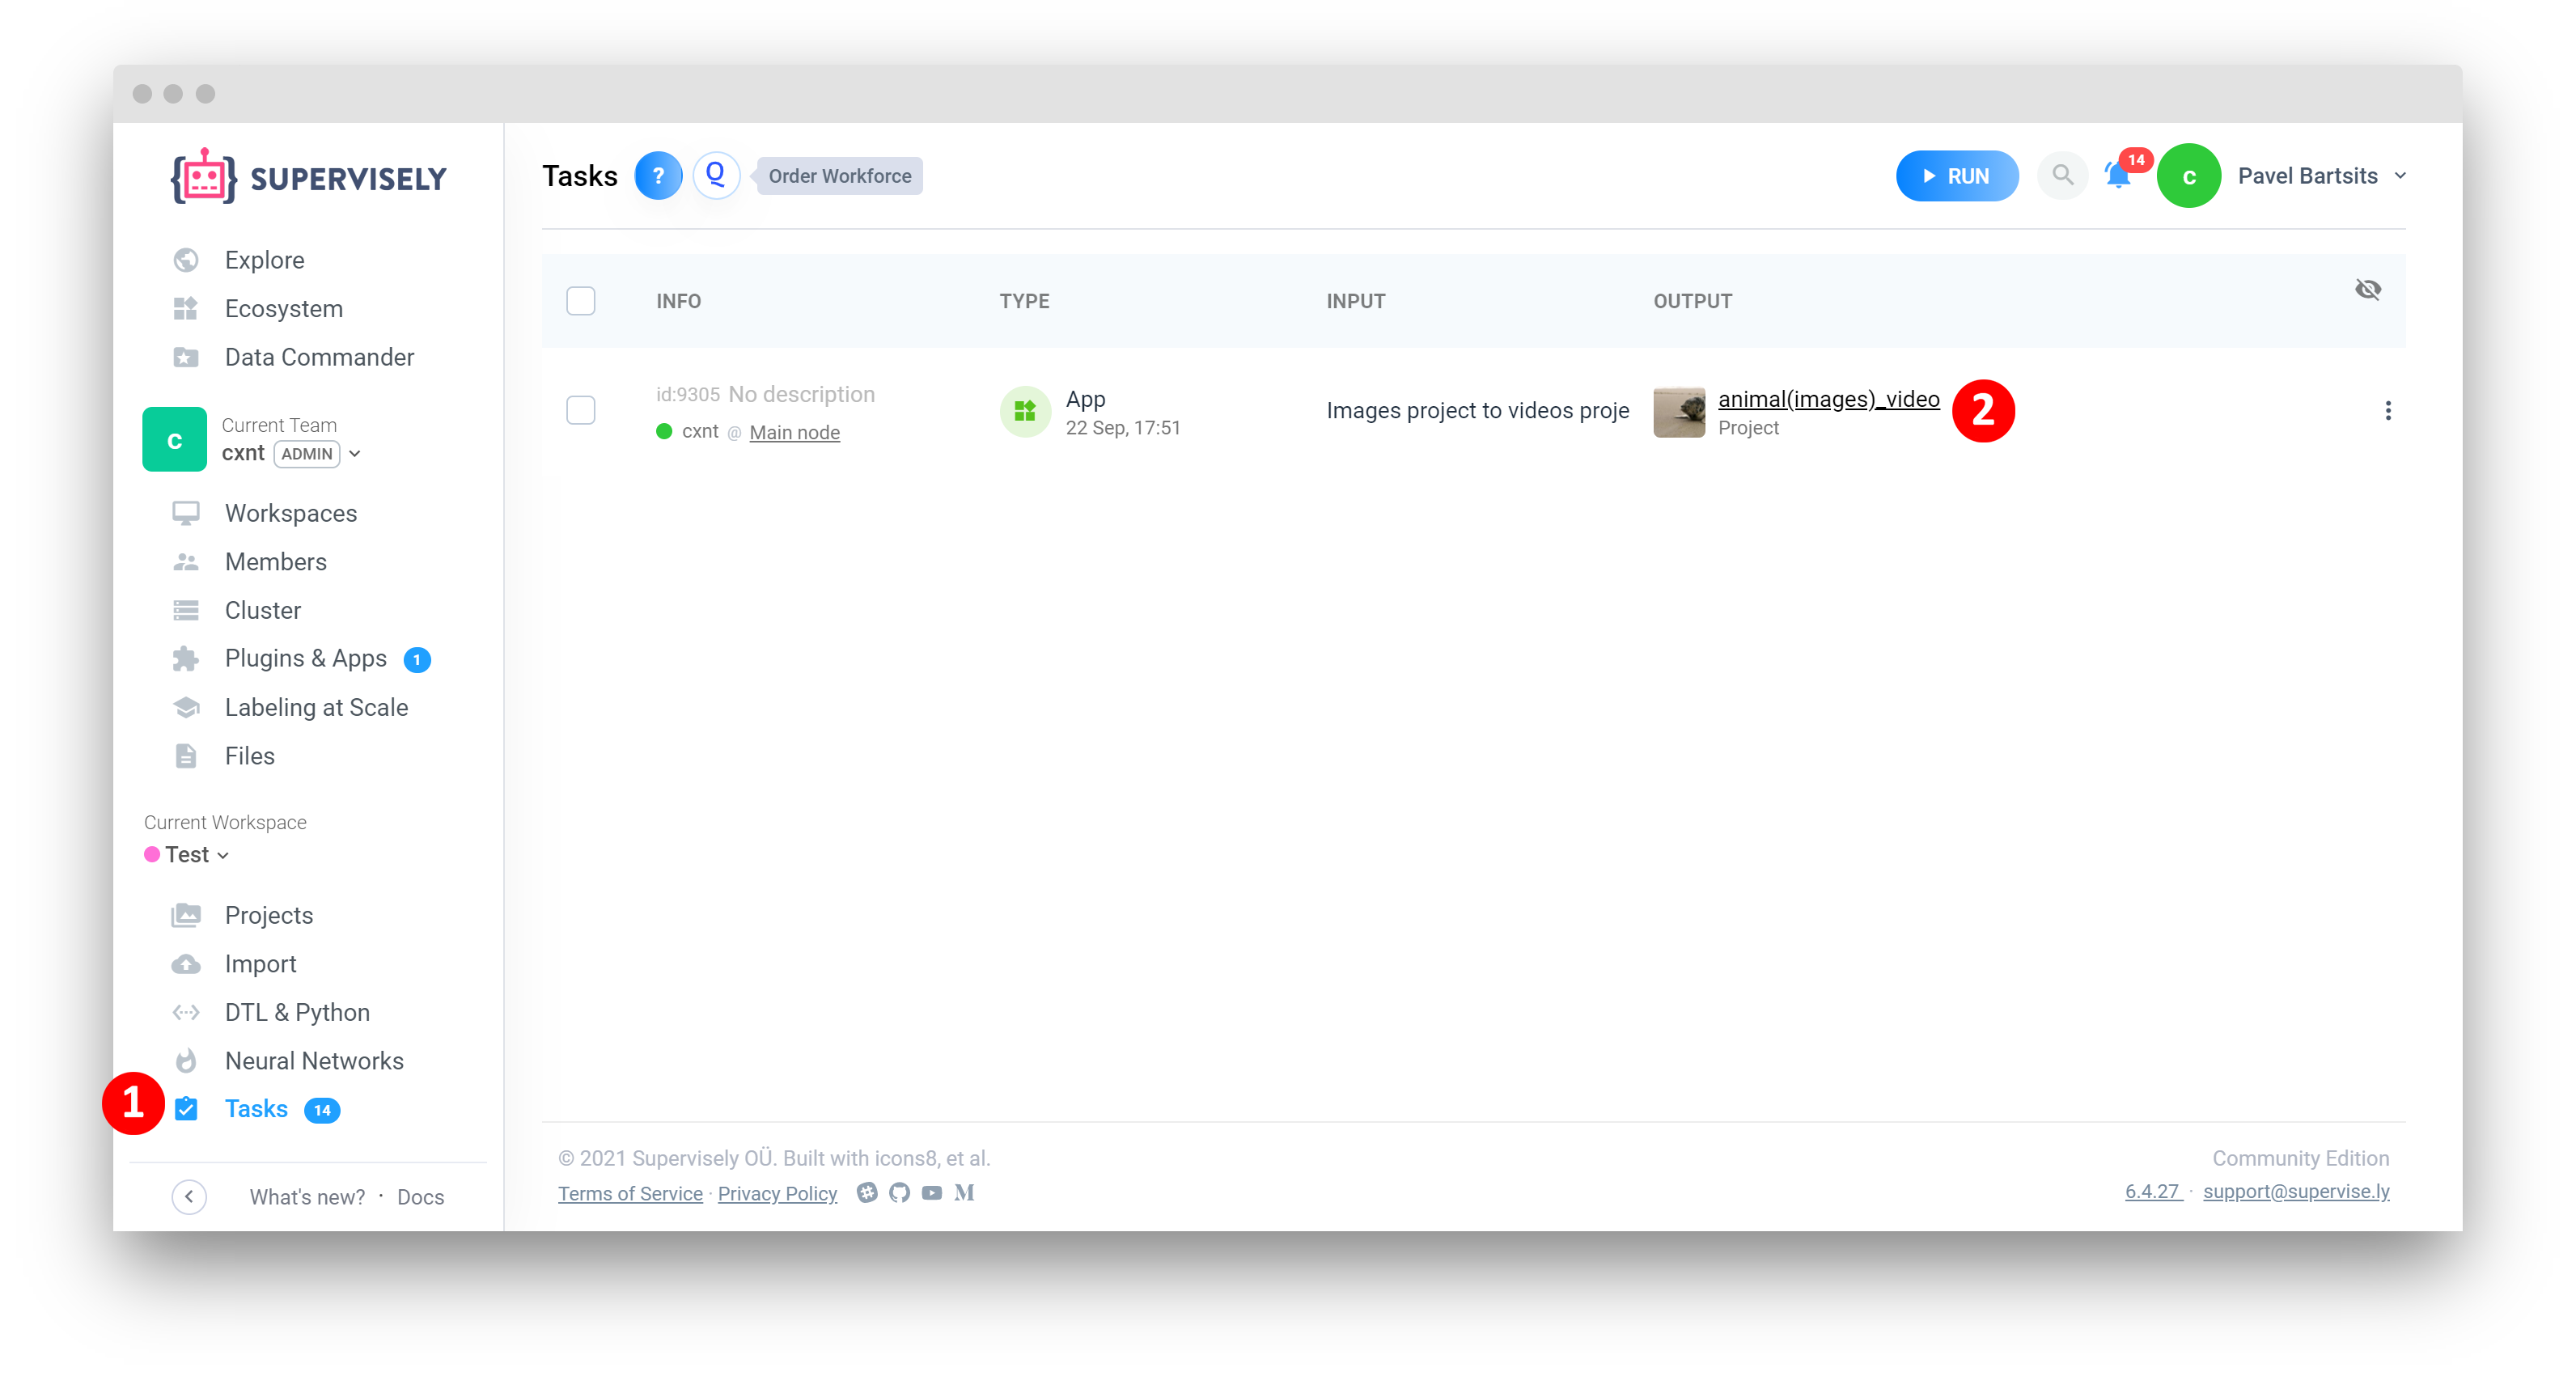 SUPERVISELY
Explore
Ecosystem
Data Commander
c
Current Team
cxnt ADMIN
Workspaces
Members
Cluster
Plugins & Apps 1
Labeling at Scale
Files
Current Workspace
Test
Projects
Import
DTL & Python
Neural Networks
1 Tasks 14
What's new? · Docs
Tasks ? Q Order Workforce
RUN 14 c Pavel Bartsits
INFO TYPE INPUT OUTPUT
id:9305 No description
cxnt @ Main node
App
22 Sep, 17:51
Images project to videos proje
animal(images)_video 2
Project
© 2021 Supervisely OÜ. Built with icons8, et al.
Terms of Service · Privacy Policy
Community Edition
6.4.27 · support@supervise.ly